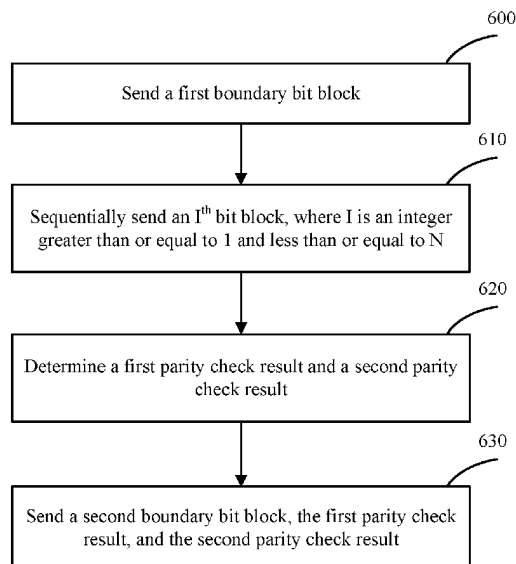 600
Send a first boundary bit block
610
Sequentially send an Ith bit block, where I is an integer
greater than or equal to 1 and less than or equal to N
620
Determine a first parity check result and a second parity
check result
630
Send a second boundary bit block, the first parity check
result, and the second parity check result